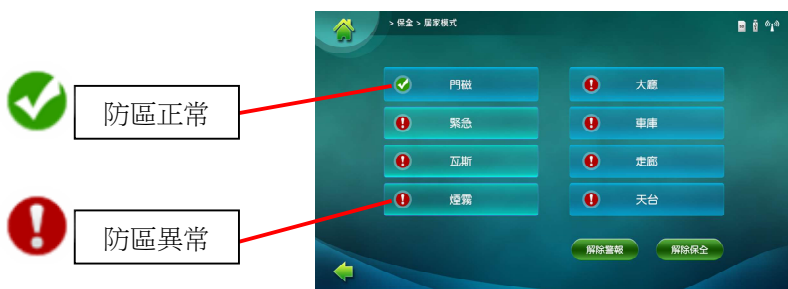 > 保全 > 居家模式
防區正常
防區異常
門磁
大廳
緊急
車庫
瓦斯
走廊
煙霧
天台
解除警報
解除保全